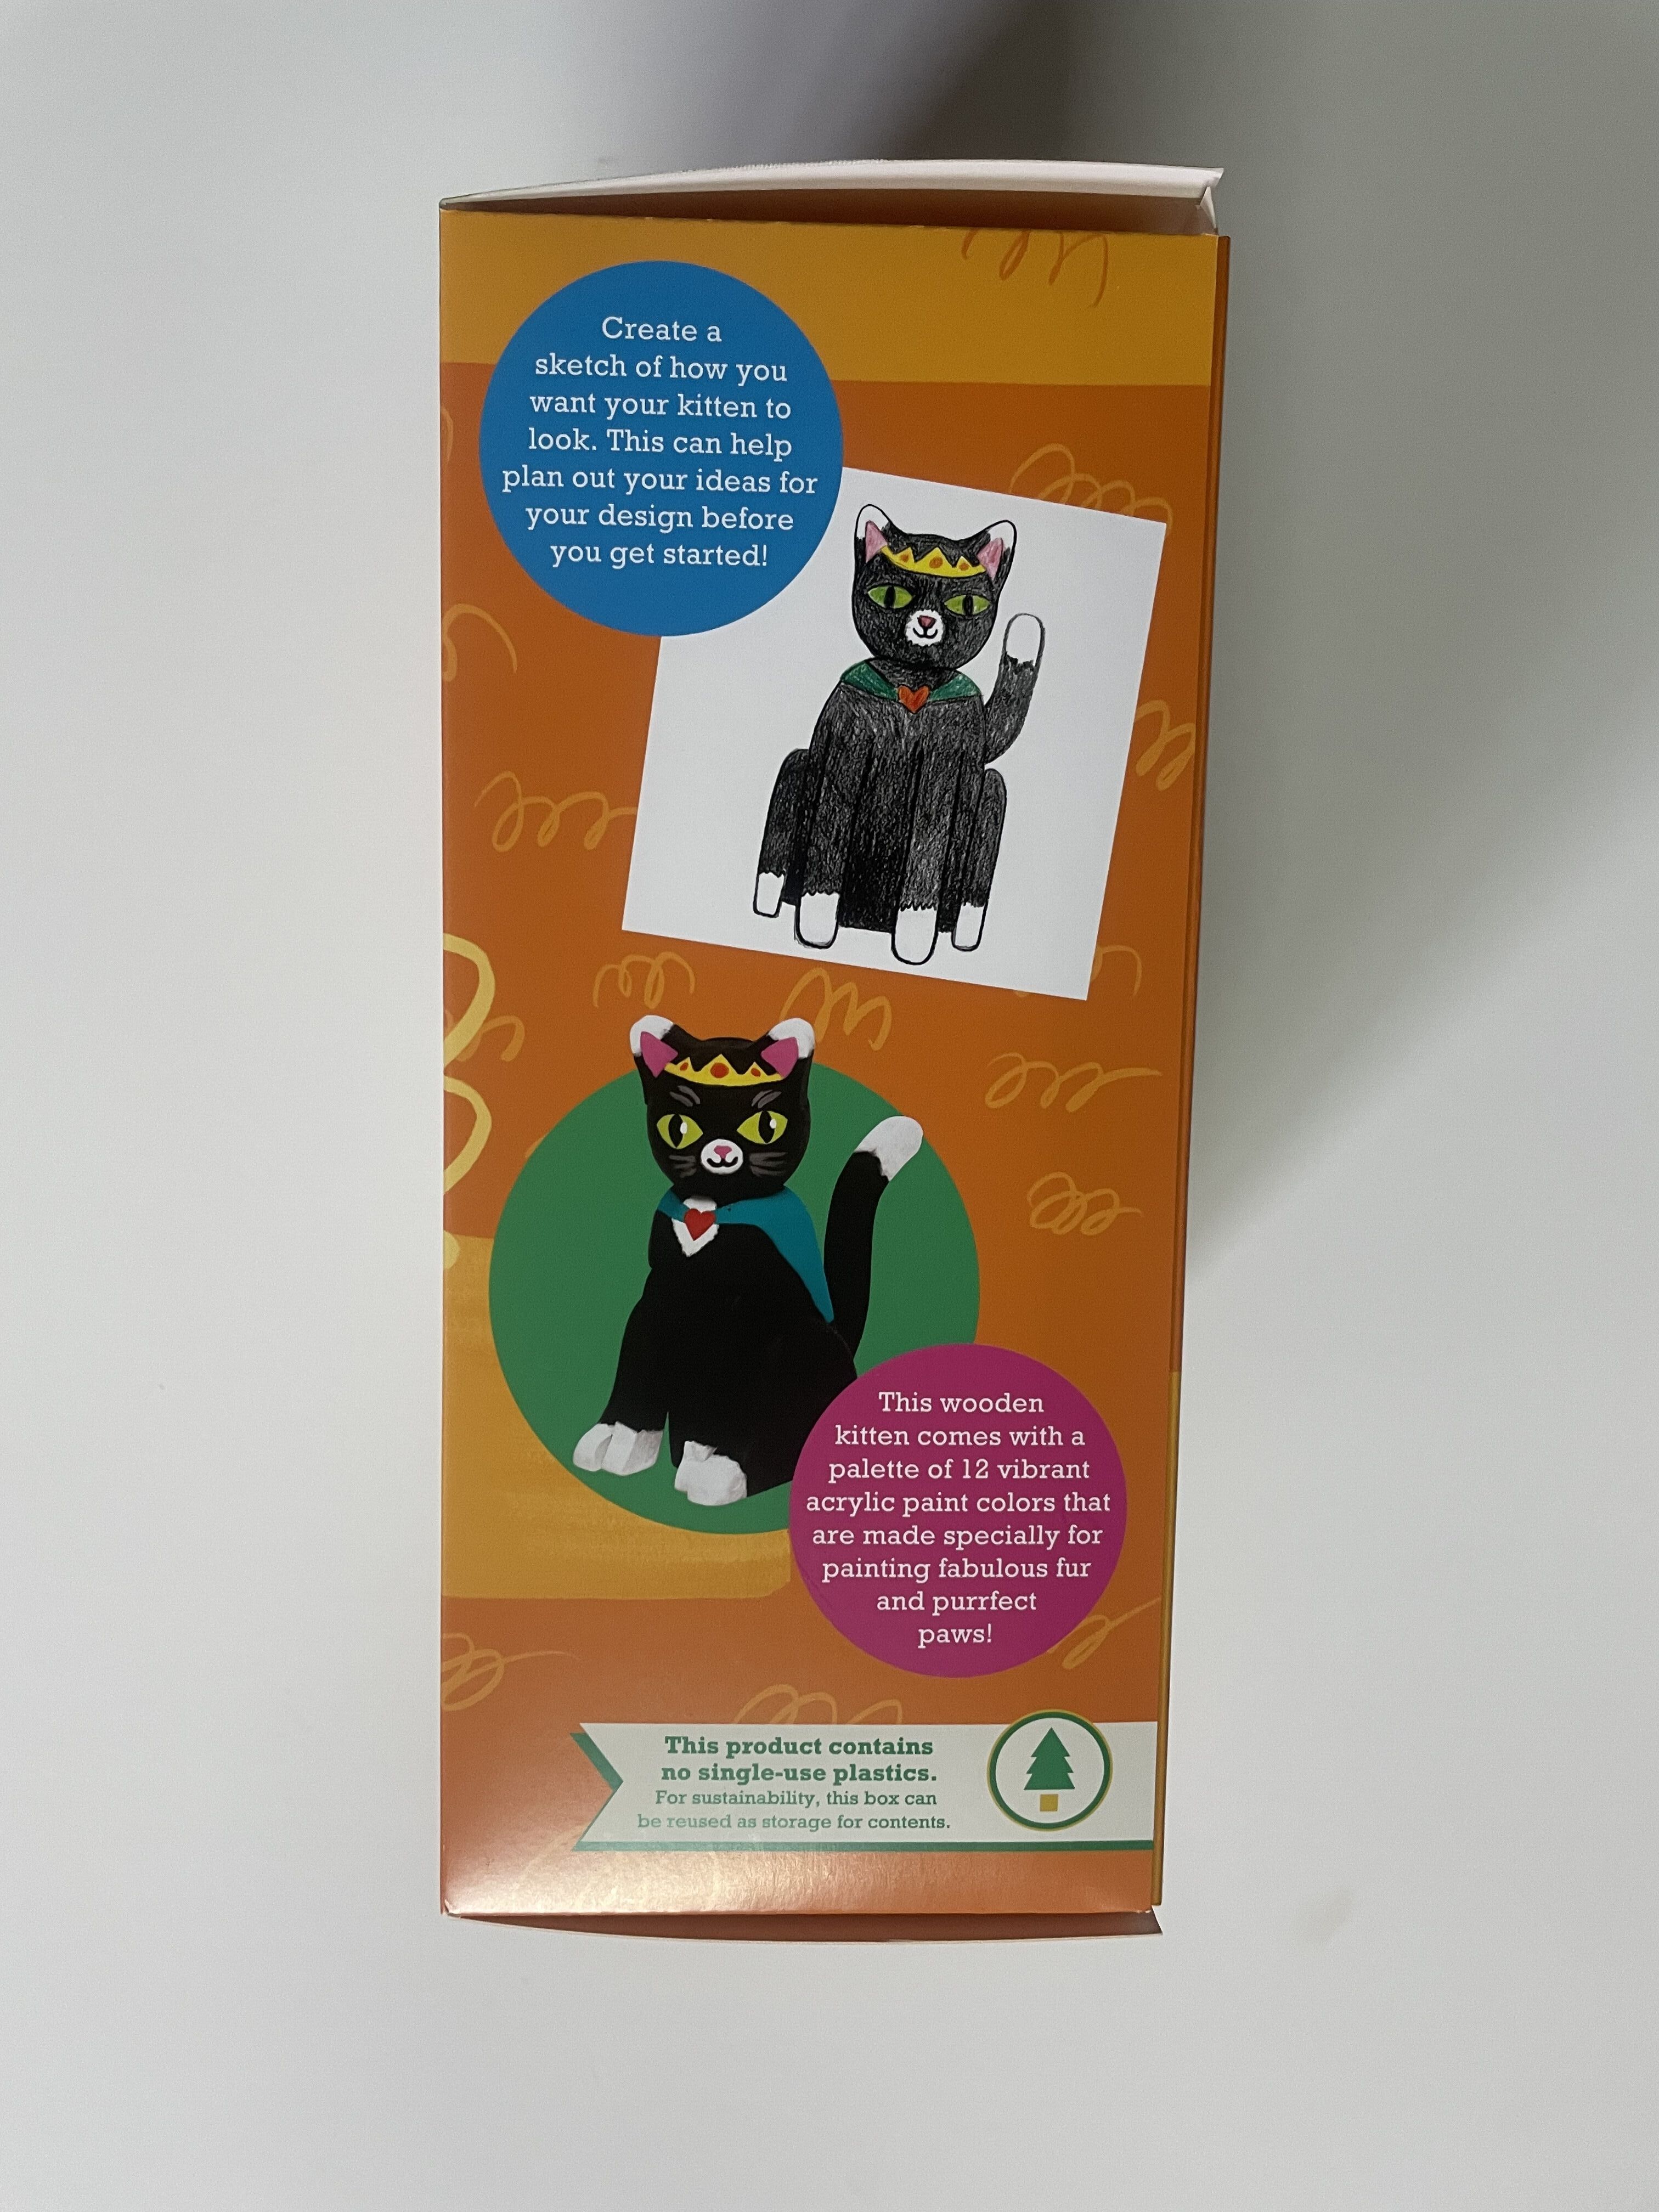 Create a
sketch of how you
want your kitten to
look. This can help
plan out your ideas for
your design before
you get started!
This wooden
kitten comes with a
palette of 12 vibrant
acrylic paint colors that
are made specially for
painting fabulous fur
and purrfect
paws!
This product contains
no single-use plastics.
For sustainability, this box can
be reused as storage for contents.